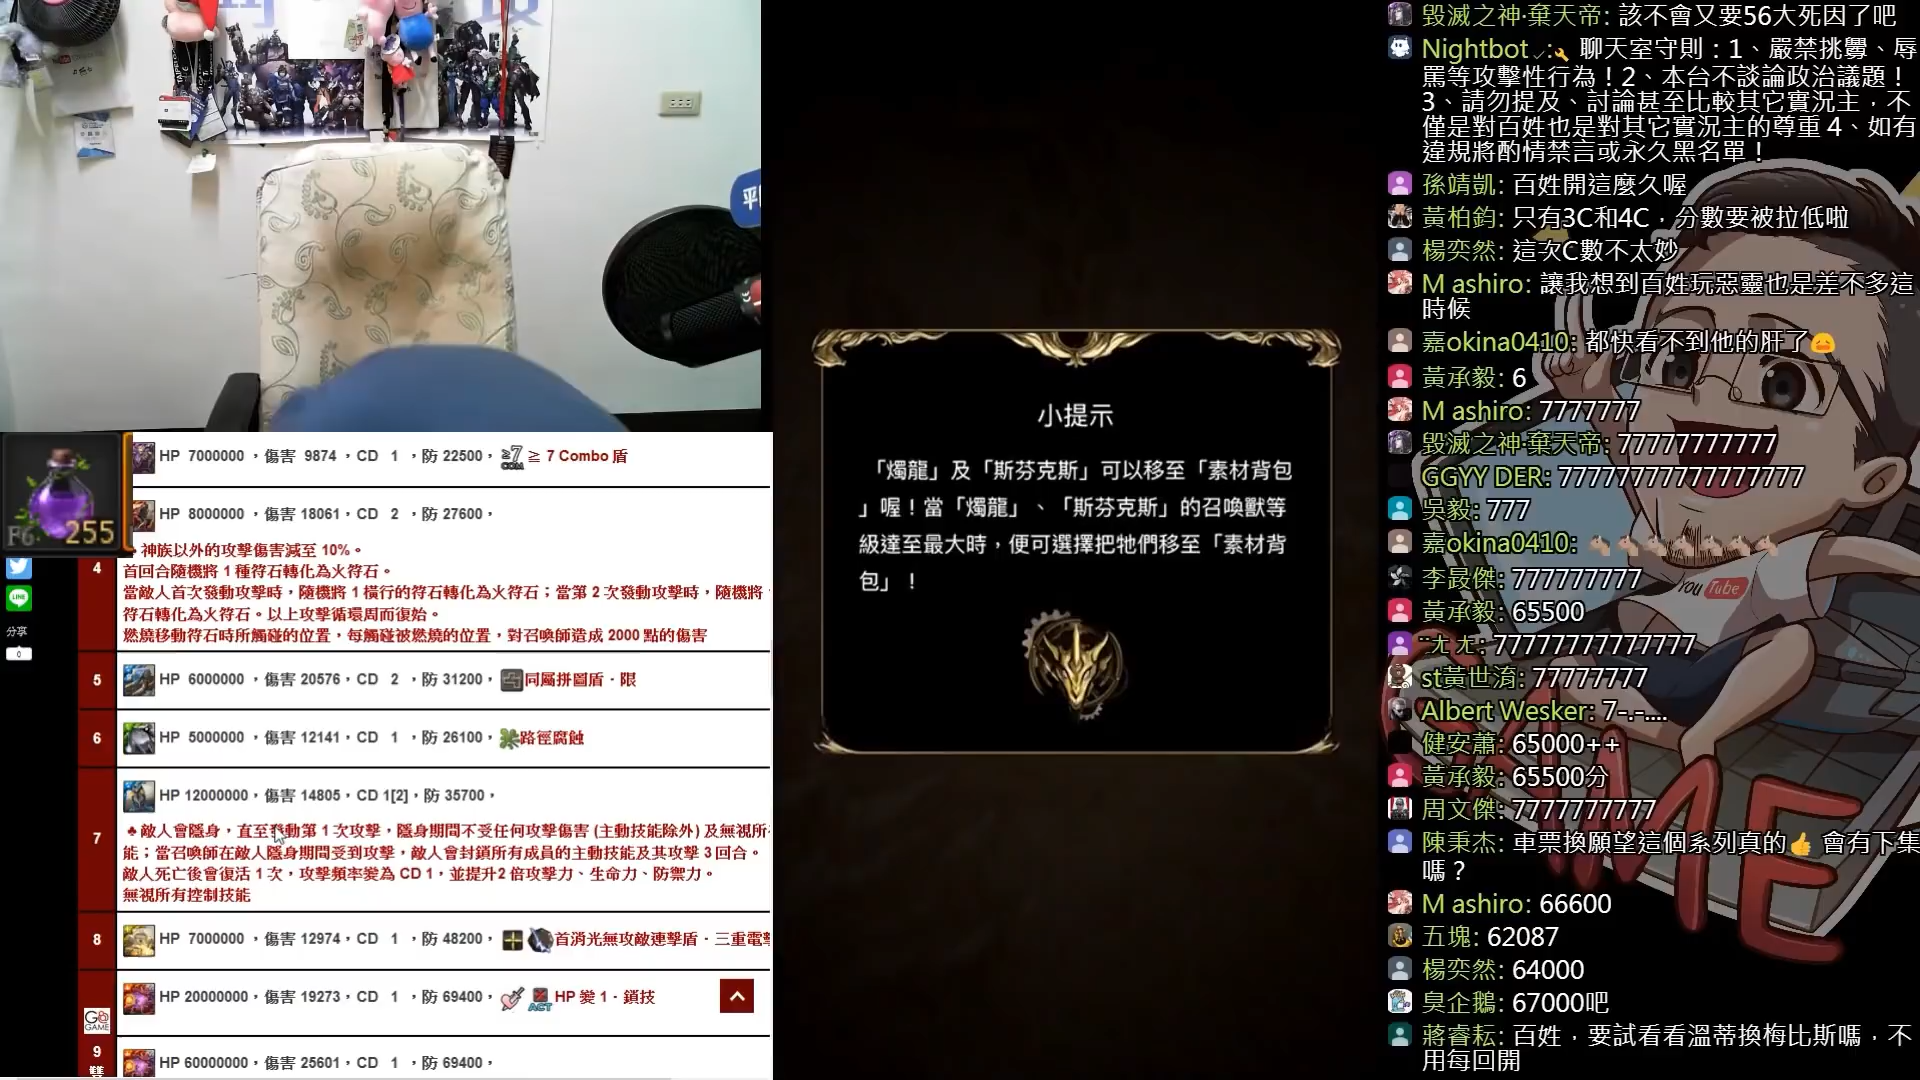 平
F6 255
HP 7000000，傷害 9874，CD 1 ，防 22500， ≧7 COM ≧ 7 Combo 盾
HP 8000000，傷害 18061，CD 2 ，防 27600，
4
神族以外的攻擊傷害減至 10%。
首回合隨機將 1 種符石轉化為火符石。
當敵人首次發動攻擊時，隨機將 1 橫行的符石轉化為火符石；當第 2 次發動攻擊時，隨機將
符石轉化為火符石。以上攻擊循環周而復始。
燃燒移動符石時所觸碰的位置，每觸碰被燃燒的位置，對召喚師造成 2000 點的傷害
LINE
分享
0
5
HP 6000000，傷害 20576，CD 2 ，防 31200， 同屬拼圖盾‧限
6
HP 5000000，傷害 12141，CD 1 ，防 26100， 路徑腐蝕
7
HP 12000000，傷害 14805，CD 1[2]，防 35700，
♣敵人會隱身，直至發動第 1 次攻擊，隱身期間不受任何攻擊傷害 (主動技能除外) 及無視所
能；當召喚師在敵人隱身期間受到攻擊，敵人會封鎖所有成員的主動技能及其攻擊 3 回合。
敵人死亡後會復活 1 次，攻擊頻率變為 CD 1，並提升2 倍攻擊力、生命力、防禦力。
無視所有控制技能
8
HP 7000000，傷害 12974，CD 1 ，防 48200， 首消光無攻敵連擊盾‧三重電擊
HP 20000000，傷害 19273，CD 1 ，防 69400， ACT HP 變 1‧鎖技
GAME
9
雙
HP 60000000，傷害 25601，CD 1 ，防 69400，
小提示
「燭龍」及「斯芬克斯」可以移至「素材背包
」喔！當「燭龍」、「斯芬克斯」的召喚獸等
級達至最大時，便可選擇把牠們移至「素材背
包」！
毀滅之神·棄天帝: 該不會又要56大死因了吧
Nightbot : 聊天室守則：1、嚴禁挑釁、辱
罵等攻擊性行為！2、本台不談論政治議題！
3、請勿提及、討論甚至比較其它實況主，不
僅是對百姓也是對其它實況主的尊重 4、如有
違規將酌情禁言或永久黑名單！
孫靖凱: 百姓開這麼久喔
黃柏鈞: 只有3C和4C，分數要被拉低啦
楊奕然: 這次C數不太妙
M ashiro: 讓我想到百姓玩惡靈也是差不多這
時候
嘉okina0410: 都快看不到他的肝了😩
黃承毅: 6
M ashiro: 7777777
毀滅之神·棄天帝: 77777777777
GGYY DER: 77777777777777777
吳毅: 777
嘉okina0410:
李晸傑: 777777777
黃承毅: 65500
¨ㄤ ㄤ: 77777777777777
st黃世淯: 77777777
Albert Wesker: 7-.-....
健安蕭: 65000++
黃承毅: 65500分
周文傑: 7777777777
陳秉杰: 車票換願望這個系列真的👍 會有下集
嗎？
M ashiro: 66600
五塊: 62087
楊奕然: 64000
臭企鵝: 67000吧
蔣睿耘: 百姓，要試看看溫蒂換梅比斯嗎，不
用每回開
You Tube
GAME